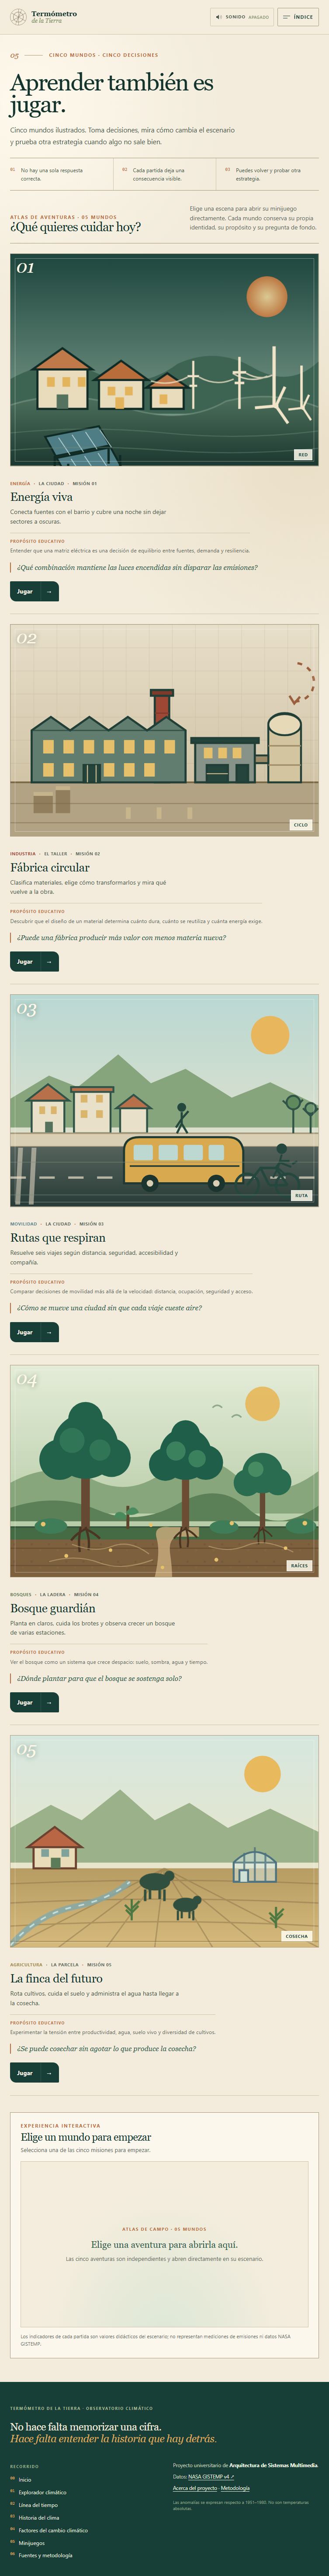 Termómetro
de la Tierra
SONIDO APAGADO
ÍNDICE
05 CINCO MUNDOS · CINCO DECISIONES
Aprender también es
jugar.
Cinco mundos ilustrados. Toma decisiones, mira cómo cambia el escenario
y prueba otra estrategia cuando algo no sale bien.
01 No hay una sola respuesta
correcta.
02 Cada partida deja una
consecuencia visible.
03 Puedes volver y probar otra
estrategia.
ATLAS DE AVENTURAS · 05 MUNDOS
¿Qué quieres cuidar hoy?
Elige una escena para abrir su minijuego
directamente. Cada mundo conserva su propia
identidad, su propósito y su pregunta de fondo.
01
RED
ENERGÍA · LA CIUDAD · MISIÓN 01
Energía viva
Conecta fuentes con el barrio y cubre una noche sin dejar
sectores a oscuras.
PROPÓSITO EDUCATIVO
Entender que una matriz eléctrica es una decisión de equilibrio entre fuentes, demanda y resiliencia.
¿Qué combinación mantiene las luces encendidas sin disparar las emisiones?
Jugar →
02
CICLO
INDUSTRIA · EL TALLER · MISIÓN 02
Fábrica circular
Clasifica materiales, elige cómo transformarlos y mira qué
vuelve a la obra.
PROPÓSITO EDUCATIVO
Descubrir que el diseño de un material determina cuánto dura, cuánto se reutiliza y cuánta energía exige.
¿Puede una fábrica producir más valor con menos materia nueva?
Jugar →
03
RUTA
MOVILIDAD · LA CIUDAD · MISIÓN 03
Rutas que respiran
Resuelve seis viajes según distancia, seguridad, accesibilidad y
compañía.
PROPÓSITO EDUCATIVO
Comparar decisiones de movilidad más allá de la velocidad: distancia, ocupación, seguridad y acceso.
¿Cómo se mueve una ciudad sin que cada viaje cueste aire?
Jugar →
04
RAÍCES
BOSQUES · LA LADERA · MISIÓN 04
Bosque guardián
Planta en claros, cuida los brotes y observa crecer un bosque
de varias estaciones.
PROPÓSITO EDUCATIVO
Ver el bosque como un sistema que crece despacio: suelo, sombra, agua y tiempo.
¿Dónde plantar para que el bosque se sostenga solo?
Jugar →
05
COSECHA
AGRICULTURA · LA PARCELA · MISIÓN 05
La finca del futuro
Rota cultivos, cuida el suelo y administra el agua hasta llegar a
la cosecha.
PROPÓSITO EDUCATIVO
Experimentar la tensión entre productividad, agua, suelo vivo y diversidad de cultivos.
¿Se puede cosechar sin agotar lo que produce la cosecha?
Jugar →
EXPERIENCIA INTERACTIVA
Elige un mundo para empezar
Selecciona una de las cinco misiones para empezar.
ATLAS DE CAMPO · 05 MUNDOS
Elige una aventura para abrirla aquí.
Las cinco aventuras son independientes y abren directamente en su escenario.
Los indicadores de cada partida son valores didácticos del escenario; no representan mediciones de emisiones ni datos NASA
GISTEMP.
TERMÓMETRO DE LA TIERRA · OBSERVATORIO CLIMÁTICO
No hace falta memorizar una cifra.
Hace falta entender la historia que hay detrás.
RECORRIDO
00 Inicio
01 Explorador climático
02 Línea del tiempo
03 Historia del clima
04 Factores del cambio climático
05 Minijuegos
06 Fuentes y metodología
Proyecto universitario de Arquitectura de Sistemas Multimedia.
Datos: NASA GISTEMP v4 ↗
Acerca del proyecto · Metodología
Las anomalías se expresan respecto a 1951–1980. No son temperaturas
absolutas.